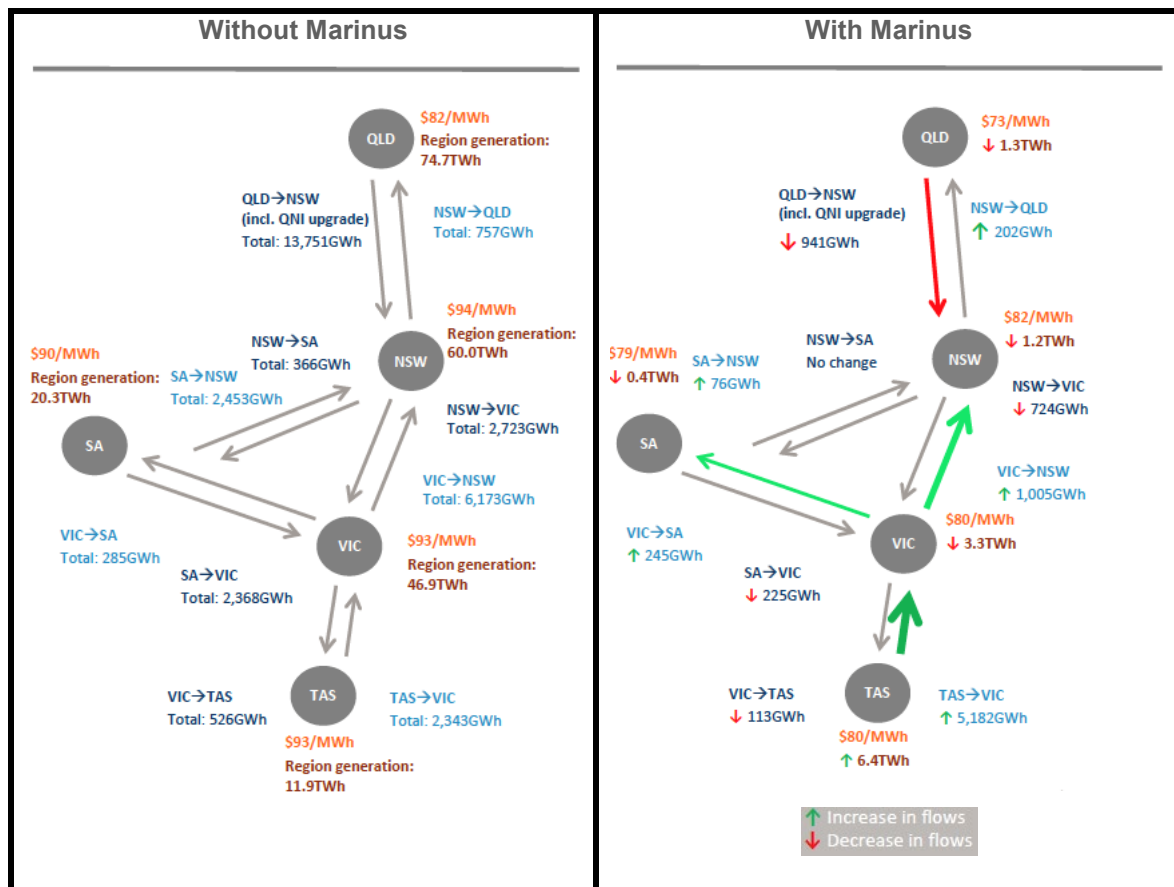 Without Marinus
$82/MWh
QLD
Region generation:
74.7TWh
QLD→NSW
(incl. QNI upgrade)
Total: 13,751GWh
NSW→QLD
Total: 757GWh
$94/MWh
Region generation:
60.0TWh
NSW
NSW→SA
Total: 366GWh
$90/MWh
Region generation:
20.3TWh
SA→NSW
Total: 2,453GWh
NSW→VIC
Total: 2,723GWh
SA
VIC→NSW
Total: 6,173GWh
VIC→SA
Total: 285GWh
VIC
$93/MWh
Region generation:
46.9TWh
SA→VIC
Total: 2,368GWh
VIC→TAS
Total: 526GWh
TAS
TAS→VIC
Total: 2,343GWh
$93/MWh
Region generation:
11.9TWh
With Marinus
$73/MWh
QLD
↓ 1.3TWh
QLD→NSW
(incl. QNI upgrade)
↓ 941GWh
NSW→QLD
↑ 202GWh
$82/MWh
↓ 1.2TWh
NSW
NSW→SA
No change
$79/MWh
↓ 0.4TWh
SA→NSW
↑ 76GWh
NSW→VIC
↓ 724GWh
SA
VIC→NSW
↑ 1,005GWh
VIC→SA
↑ 245GWh
VIC
$80/MWh
↓ 3.3TWh
SA→VIC
↓ 225GWh
VIC→TAS
↓ 113GWh
TAS
TAS→VIC
↑ 5,182GWh
$80/MWh
↑ 6.4TWh
↑ Increase in flows
↓ Decrease in flows